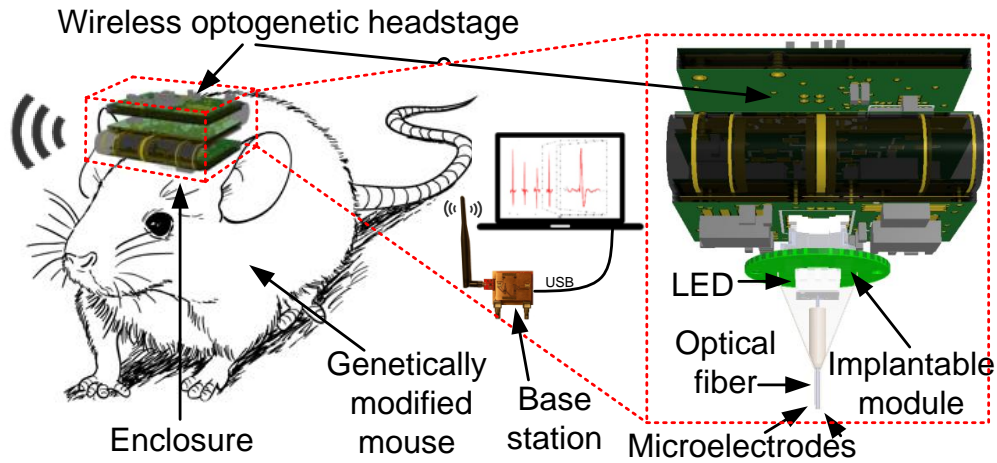 Wireless optogenetic headstage
USB
LED
Optical
fiber
Implantable
module
Genetically
modified
mouse
Base
station
Enclosure
Microelectrodes